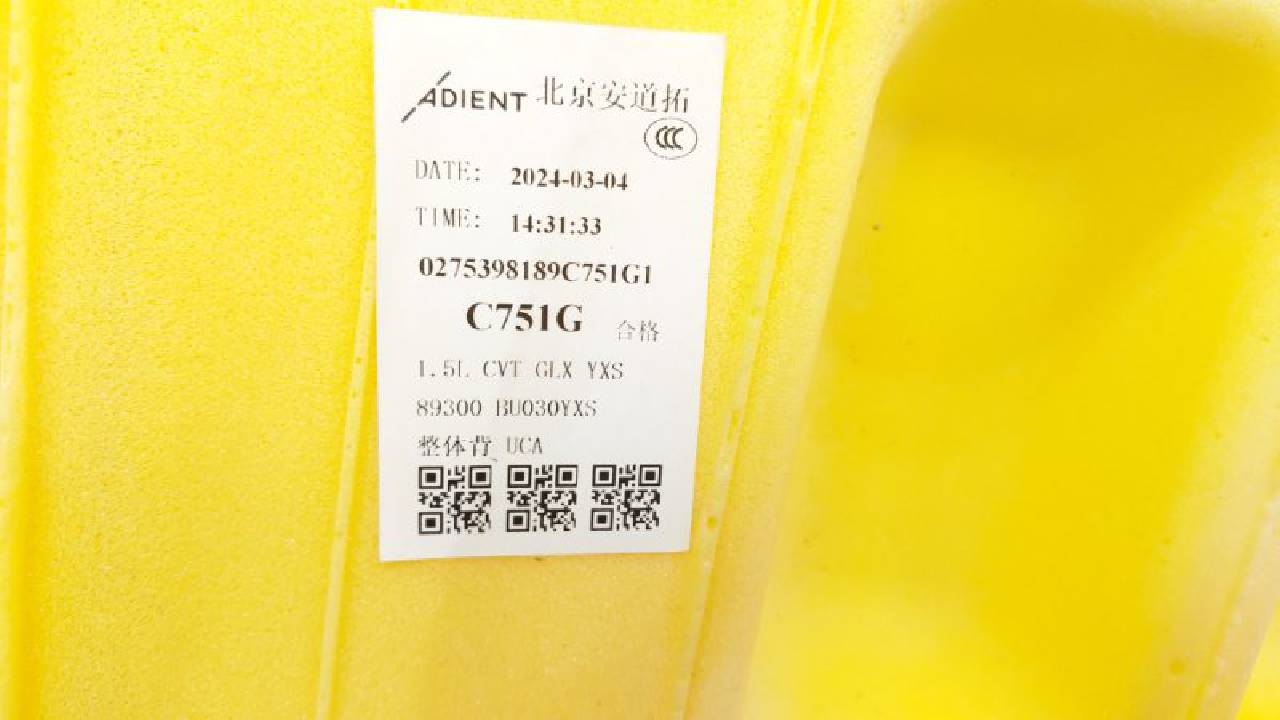 ADIENT 北京安道拓
CCC
DATE: 2024-03-04
TIME: 14:31:33
0275398189C751G1
C751G 合格
1.5L CVT GLX YXS
89300 BU030YXS
整体背 UCA